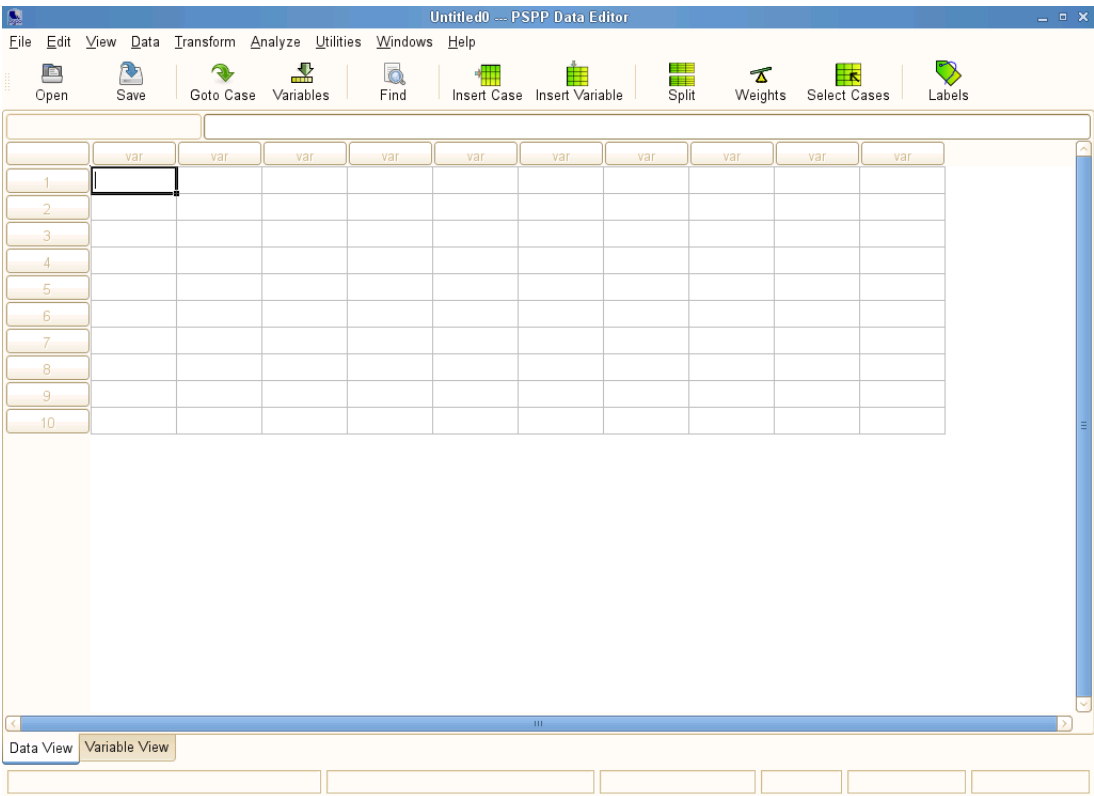 Untitled0 --- PSPP Data Editor
File Edit View Data Transform Analyze Utilities Windows Help
Open Save Goto Case Variables Find Insert Case Insert Variable Split Weights Select Cases Labels
var var var var var var var var var var
1
2
3
4
5
6
7
8
9
10
Data View Variable View